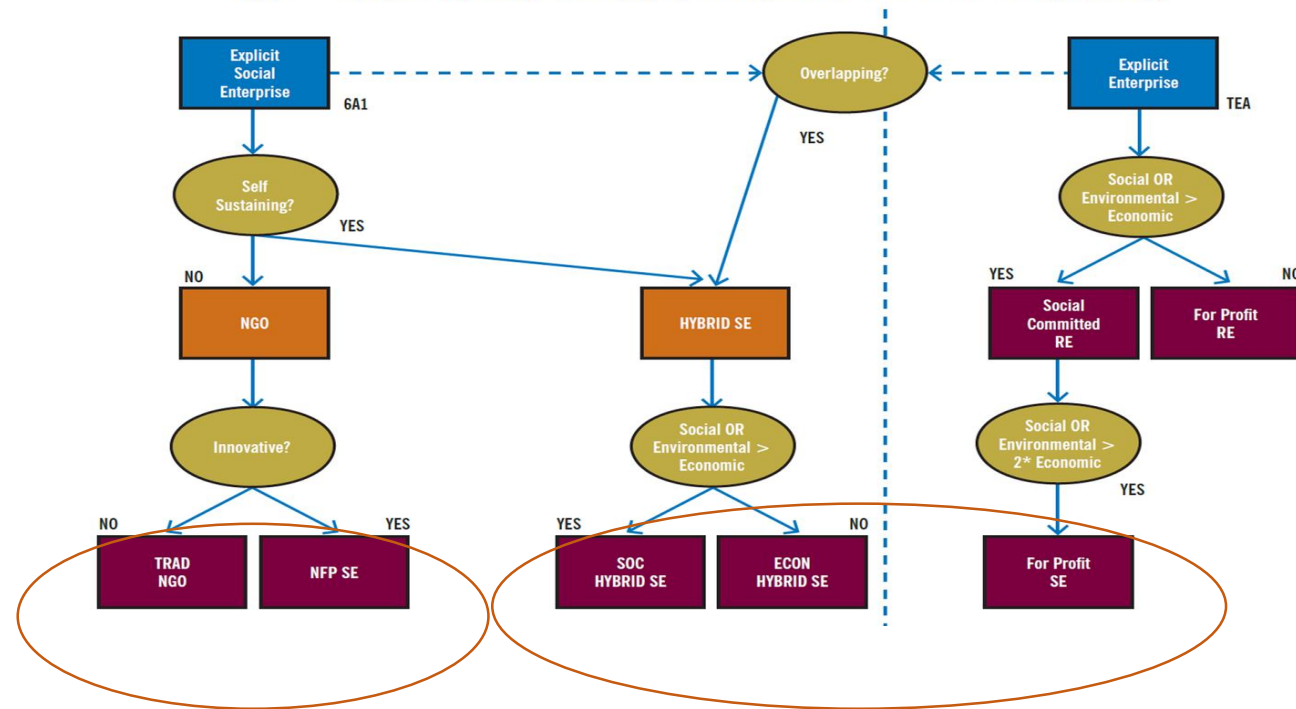 Explicit
Social
Enterprise
6A1
Overlapping?
YES
Explicit
Enterprise
TEA
Self
Sustaining?
YES
NO
Social OR
Environmental >
Economic
YES
NO
NGO
HYBRID SE
Social
Committed
RE
For Profit
RE
Innovative?
Social OR
Environmental >
Economic
Social OR
Environmental >
2* Economic
YES
NO
YES
YES
NO
TRAD
NGO
NFP SE
SOC
HYBRID SE
ECON
HYBRID SE
For Profit
SE